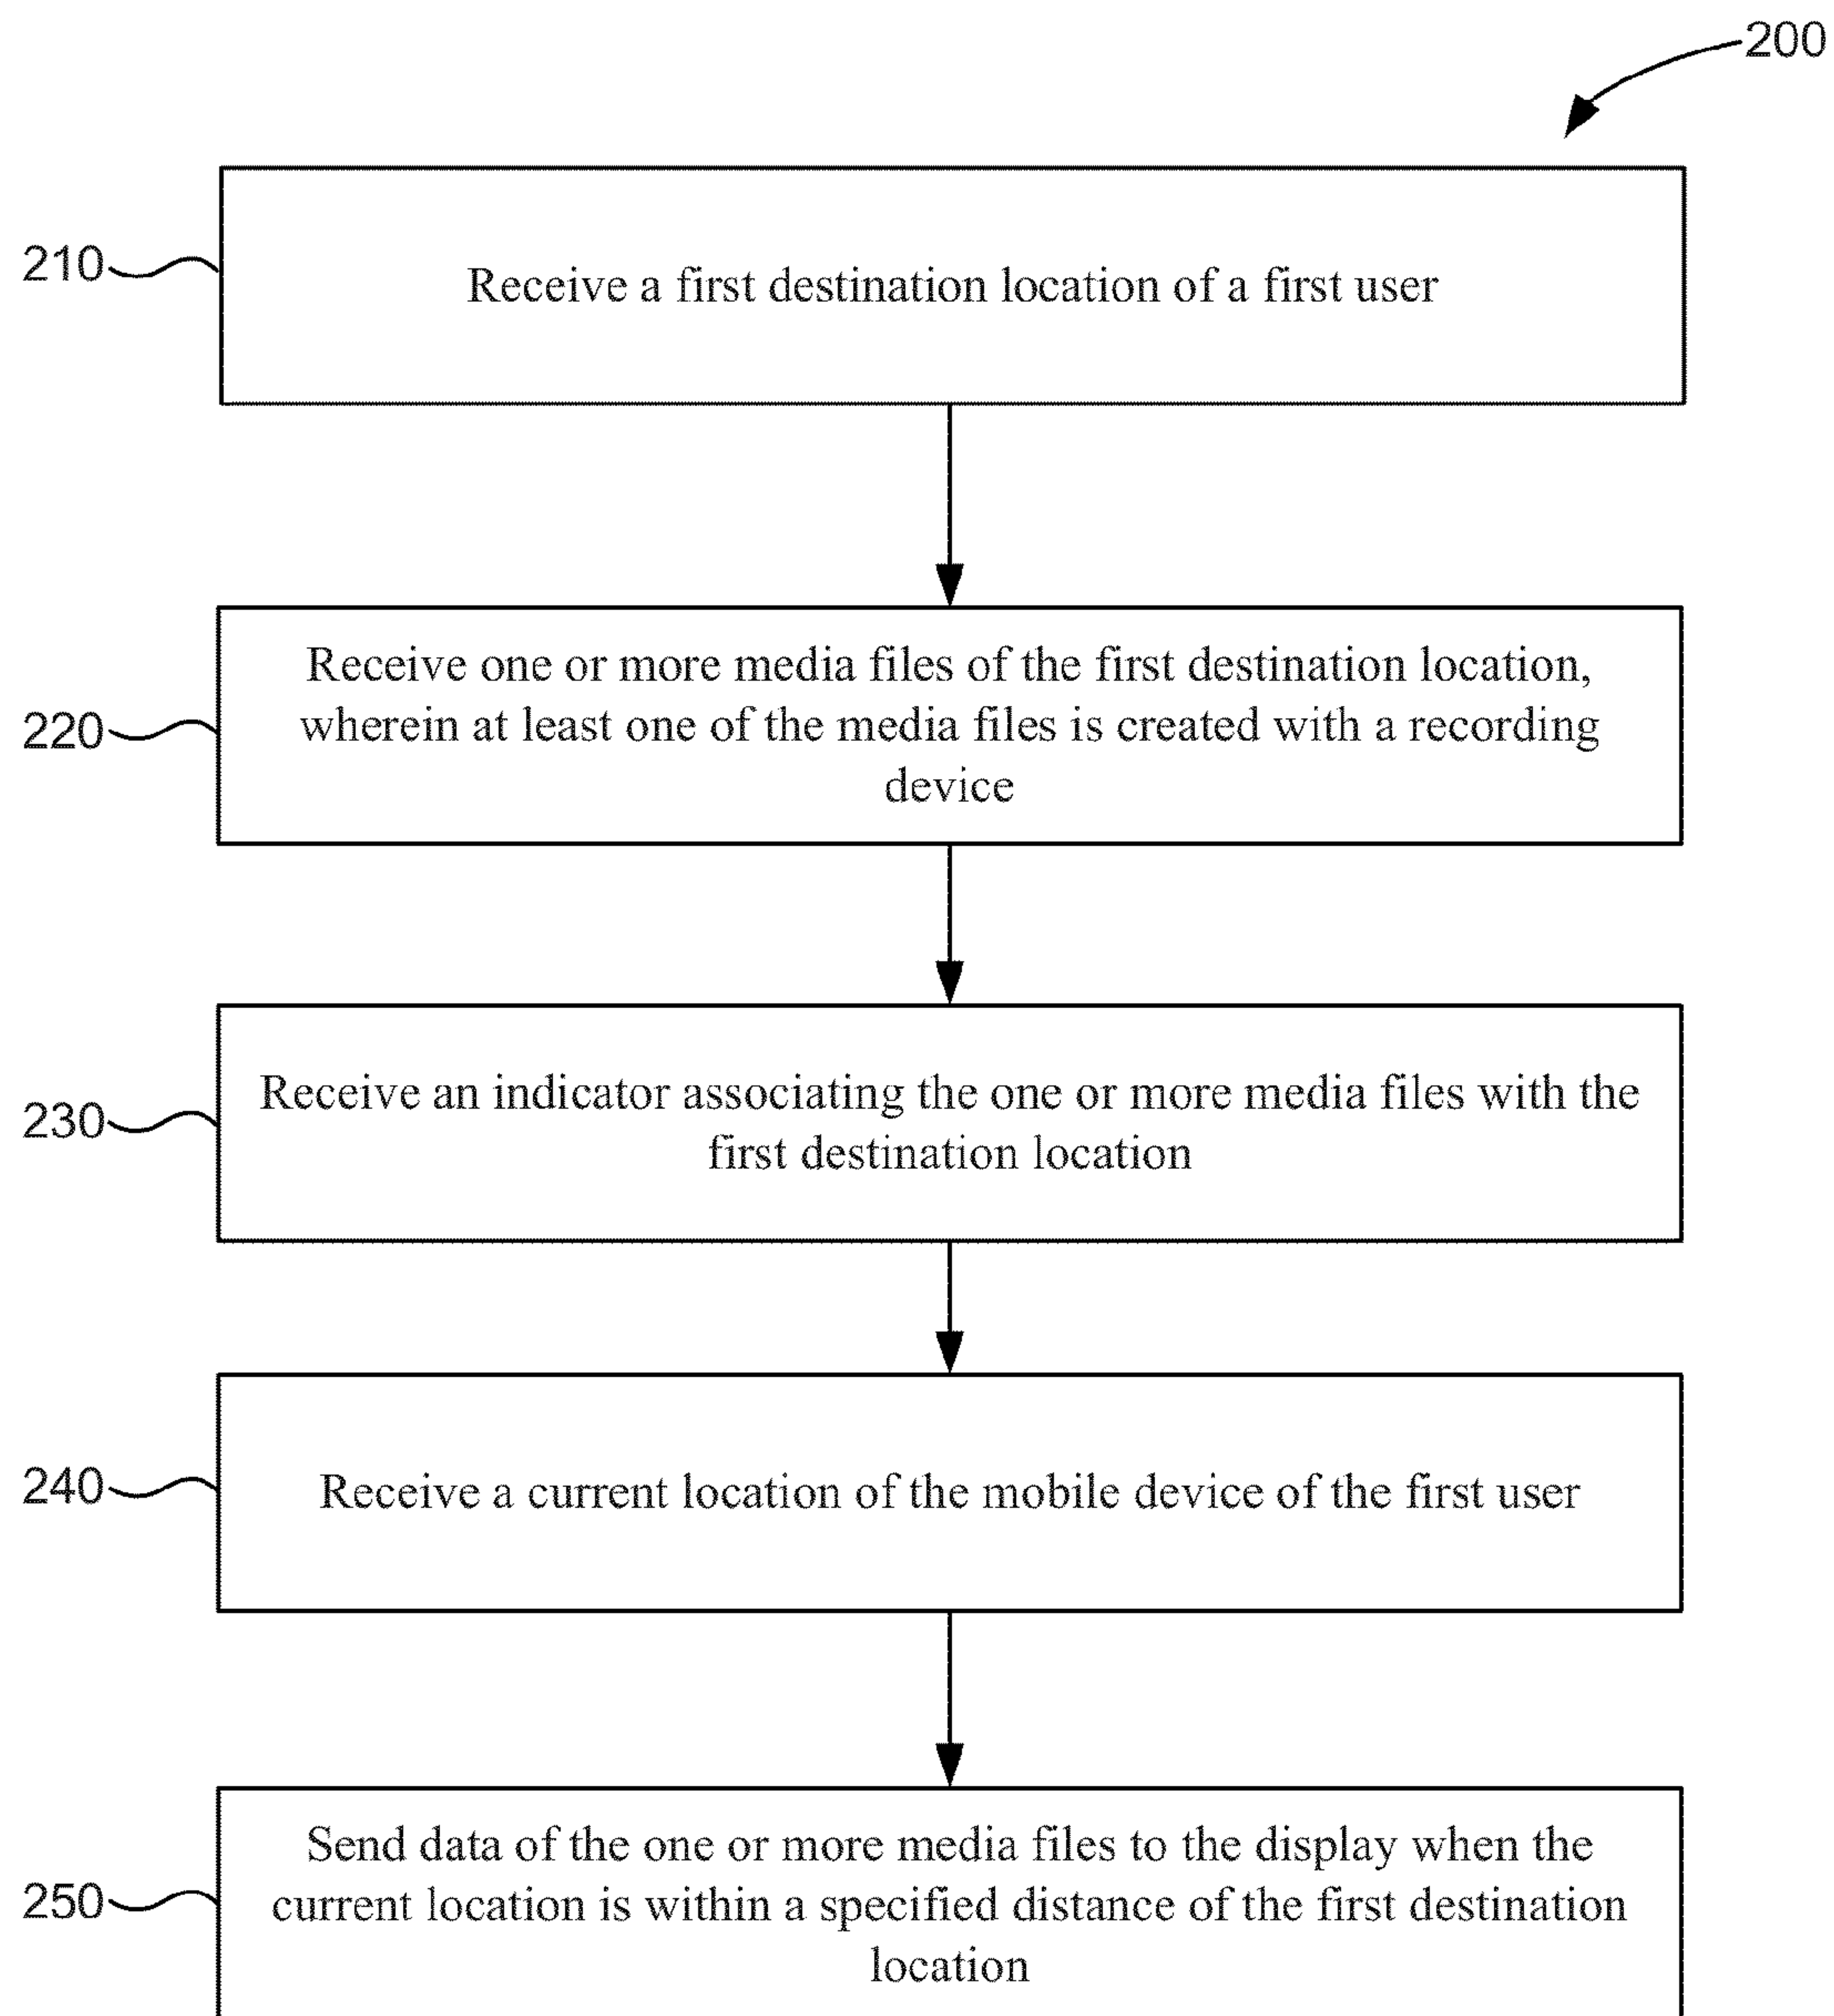 200
210
Receive a first destination location of a first user
220
Receive one or more media files of the first destination location,
wherein at least one of the media files is created with a recording
device
230
Receive an indicator associating the one or more media files with the
first destination location
240
Receive a current location of the mobile device of the first user
250
Send data of the one or more media files to the display when the
current location is within a specified distance of the first destination
location